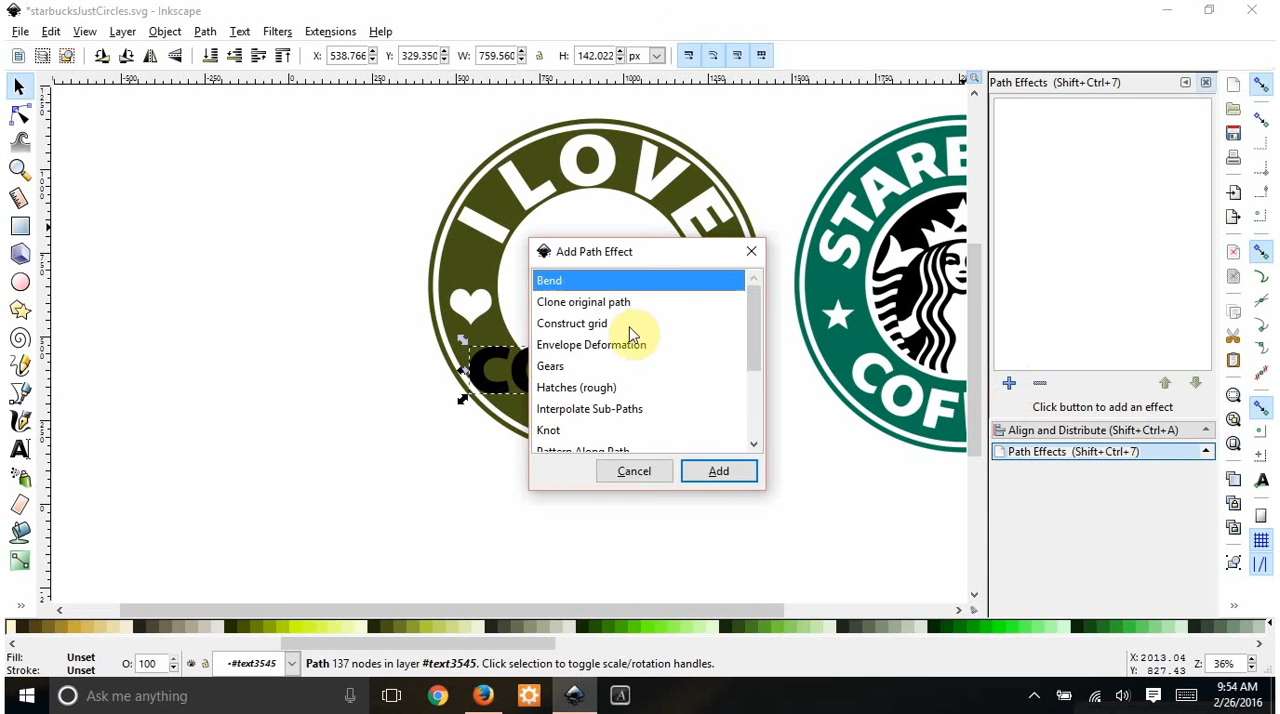 *starbucksJustCircles.svg - Inkscape
File Edit View Layer Object Path Text Filters Extensions Help
X: 538.766 Y: 329.350 W: 759.560 H: 142.022 px
Path Effects (Shift+Ctrl+7)
I LOVE
STARB
Add Path Effect
Bend
Clone original path
Construct grid
Envelope Deformation
Gears
Hatches (rough)
Interpolate Sub-Paths
Knot
Pattern Along Path
Cancel Add
CO
COF
Click button to add an effect
Align and Distribute (Shift+Ctrl+A)
Path Effects (Shift+Ctrl+7)
Fill: Unset
Stroke: Unset
O: 100
-#text3545
Path 137 nodes in layer #text3545. Click selection to toggle scale/rotation handles.
X: 2013.04
Y: 827.43
Z: 36%
Ask me anything
9:54 AM
2/26/2016